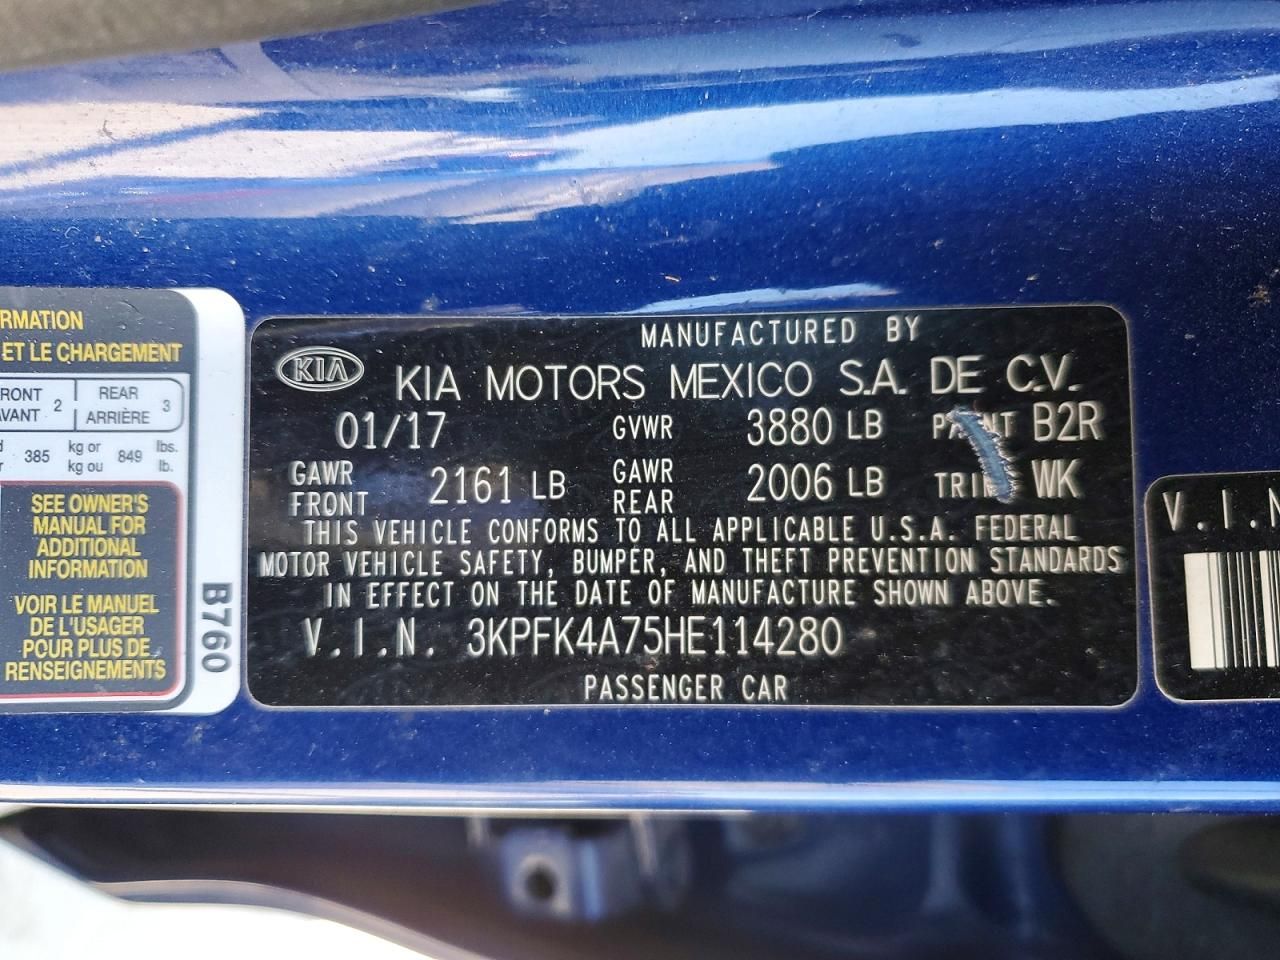 RMATION
ET LE CHARGEMENT
RONT
VANT 2
REAR
ARRIÈRE 3
385 kg or kg ou 849 lbs. lb.
SEE OWNER'S
MANUAL FOR
ADDITIONAL
INFORMATION
VOIR LE MANUEL
DE L'USAGER
POUR PLUS DE
RENSEIGNEMENTS
B760
MANUFACTURED BY
KIA KIA MOTORS MEXICO S.A. DE C.V.
01/17 GVWR 3880 LB PAINT B2R
GAWR FRONT 2161 LB GAWR REAR 2006 LB TRIM WK
THIS VEHICLE CONFORMS TO ALL APPLICABLE U.S.A. FEDERAL
MOTOR VEHICLE SAFETY, BUMPER, AND THEFT PREVENTION STANDARDS
IN EFFECT ON THE DATE OF MANUFACTURE SHOWN ABOVE.
V.I.N. 3KPFK4A75HE114280
PASSENGER CAR
V.I.N